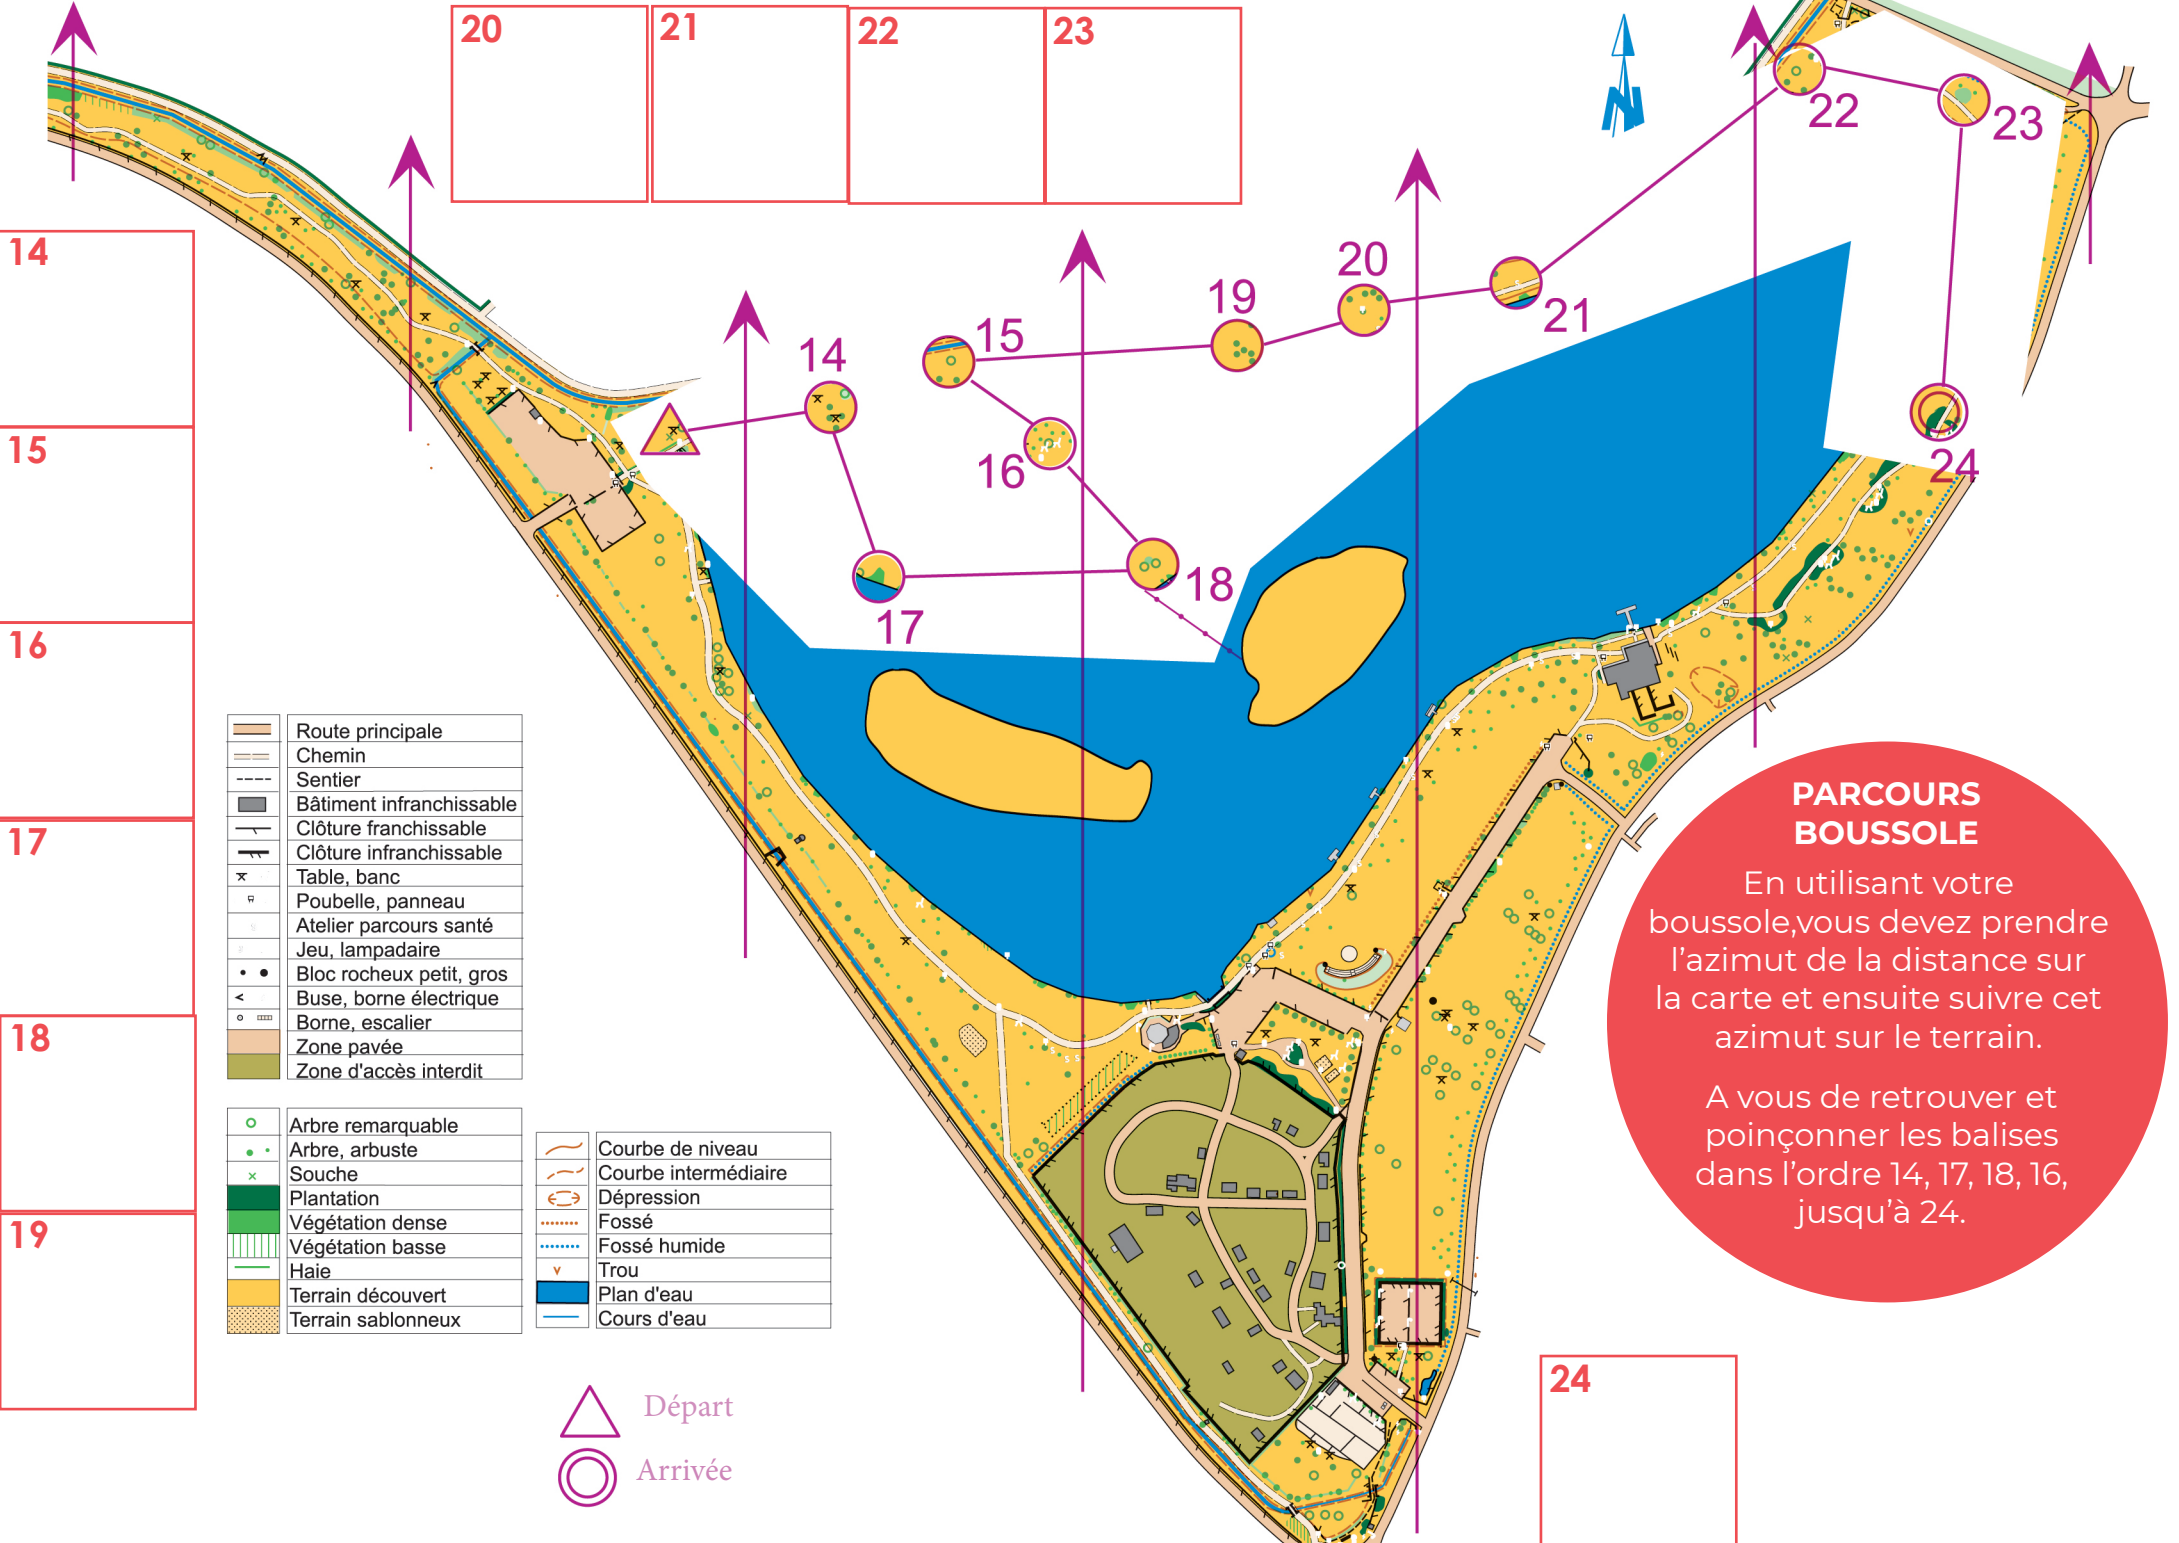 20
21
22
23
14
15
16
17
18
19
24
N
14
15
16
17
18
19
20
21
22
23
24
Route principale
Chemin
Sentier
Bâtiment infranchissable
Clôture franchissable
Clôture infranchissable
Table, banc
Poubelle, panneau
Atelier parcours santé
Jeu, lampadaire
Bloc rocheux petit, gros
Buse, borne électrique
Borne, escalier
Zone pavée
Zone d'accès interdit
Arbre remarquable
Arbre, arbuste
Souche
Plantation
Végétation dense
Végétation basse
Haie
Terrain découvert
Terrain sablonneux
Courbe de niveau
Courbe intermédiaire
Dépression
Fossé
Fossé humide
Trou
Plan d'eau
Cours d'eau
Départ
Arrivée
PARCOURS
BOUSSOLE
En utilisant votre
boussole,vous devez prendre
l'azimut de la distance sur
la carte et ensuite suivre cet
azimut sur le terrain.
A vous de retrouver et
poinçonner les balises
dans l'ordre 14, 17, 18, 16,
jusqu'à 24.